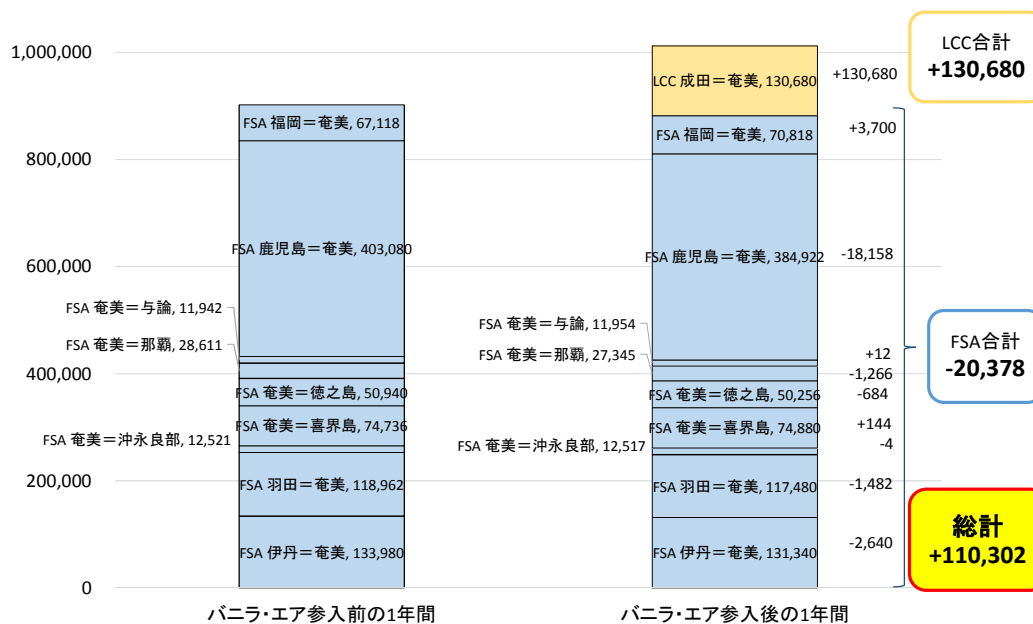 1,000,000
800,000
600,000
400,000
200,000
0
FSA 福岡＝奄美, 67,118
FSA 鹿児島＝奄美, 403,080
FSA 奄美＝与論, 11,942
FSA 奄美＝那覇, 28,611
FSA 奄美＝徳之島, 50,940
FSA 奄美＝喜界島, 74,736
FSA 奄美＝沖永良部, 12,521
FSA 羽田＝奄美, 118,962
FSA 伊丹＝奄美, 133,980
バニラ・エア参入前の1年間
LCC 成田＝奄美, 130,680
FSA 福岡＝奄美, 70,818
FSA 鹿児島＝奄美, 384,922
FSA 奄美＝与論, 11,954
FSA 奄美＝那覇, 27,345
FSA 奄美＝徳之島, 50,256
FSA 奄美＝喜界島, 74,880
FSA 奄美＝沖永良部, 12,517
FSA 羽田＝奄美, 117,480
FSA 伊丹＝奄美, 131,340
バニラ・エア参入後の1年間
+130,680
+3,700
-18,158
+12
-1,266
-684
+144
-4
-1,482
-2,640
LCC合計
+130,680
FSA合計
-20,378
総計
+110,302